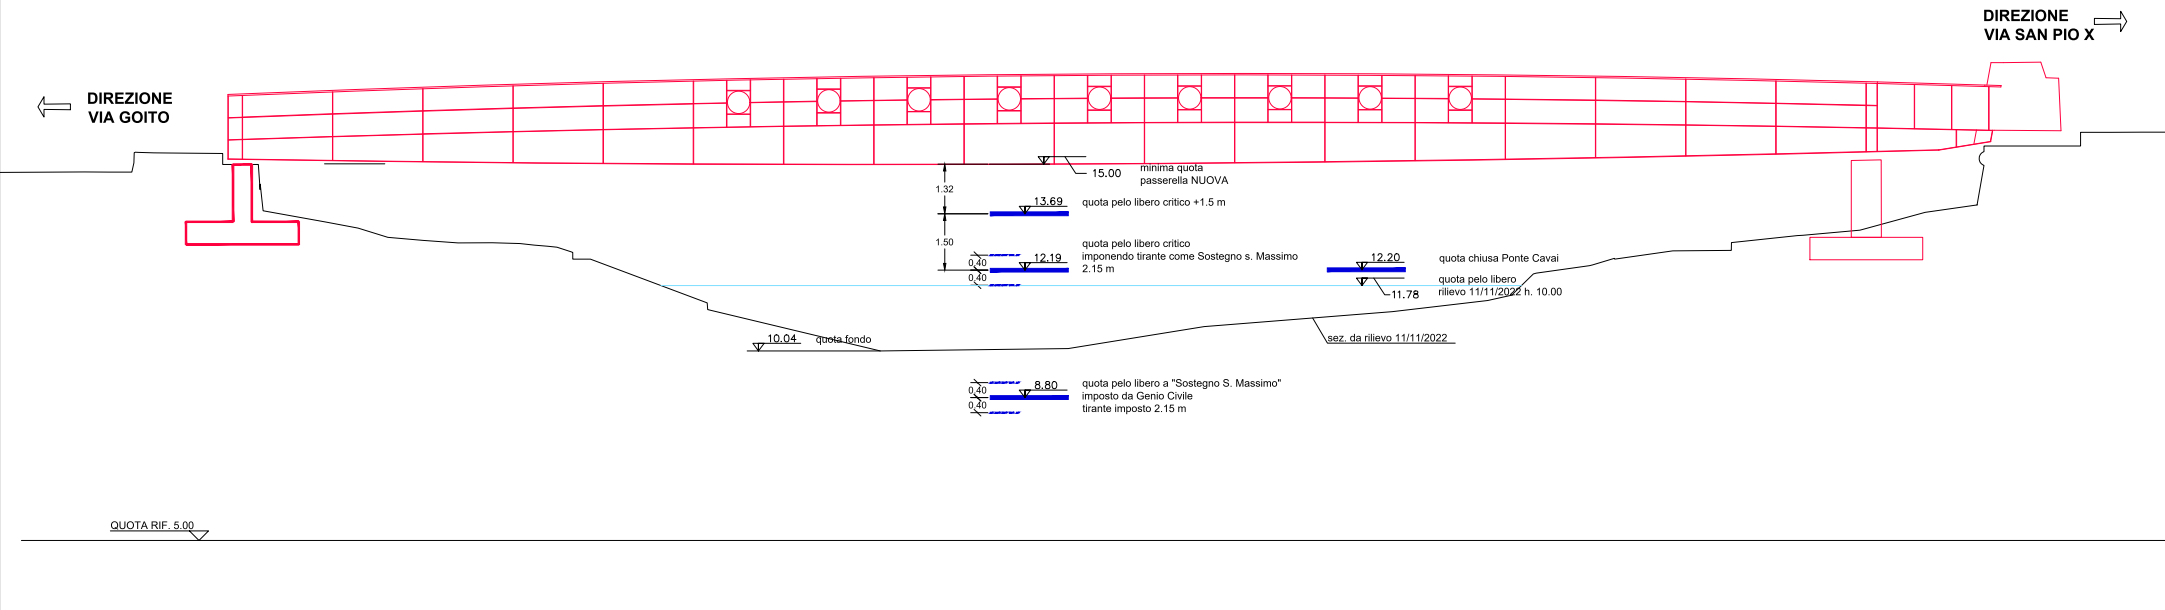 DIREZIONE
VIA SAN PIO X
DIREZIONE
VIA GOITO
15.00
minima quota
passerella NUOVA
1.32
13.69
quota pelo libero critico +1.5 m
1.50
quota pelo libero critico
imponendo tirante come Sostegno s. Massimo
2.15 m
0.40
12.19
0.40
12.20
quota chiusa Ponte Cavai
quota pelo libero
rilievo 11/11/2022 h. 10.00
11.78
10.04
quota fondo
sez. da rilievo 11/11/2022
0.40
8.80
0.40
quota pelo libero a "Sostegno S. Massimo"
imposto da Genio Civile
tirante imposto 2.15 m
QUOTA RIF. 5.00